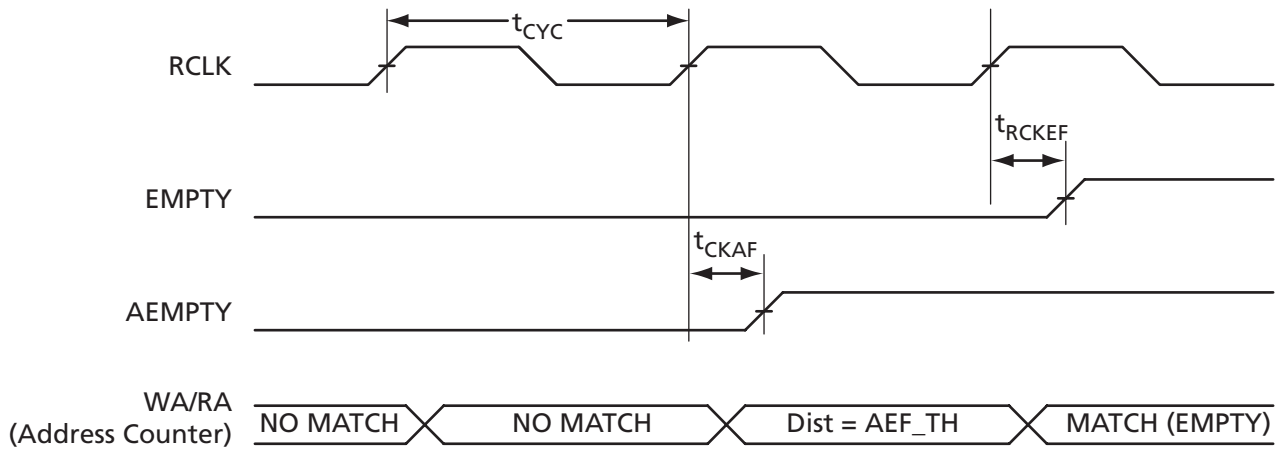 tCYC
RCLK
tRCKEF
EMPTY
tCKAF
AEMPTY
WA/RA
(Address Counter)
NO MATCH
NO MATCH
Dist = AEF_TH
MATCH (EMPTY)